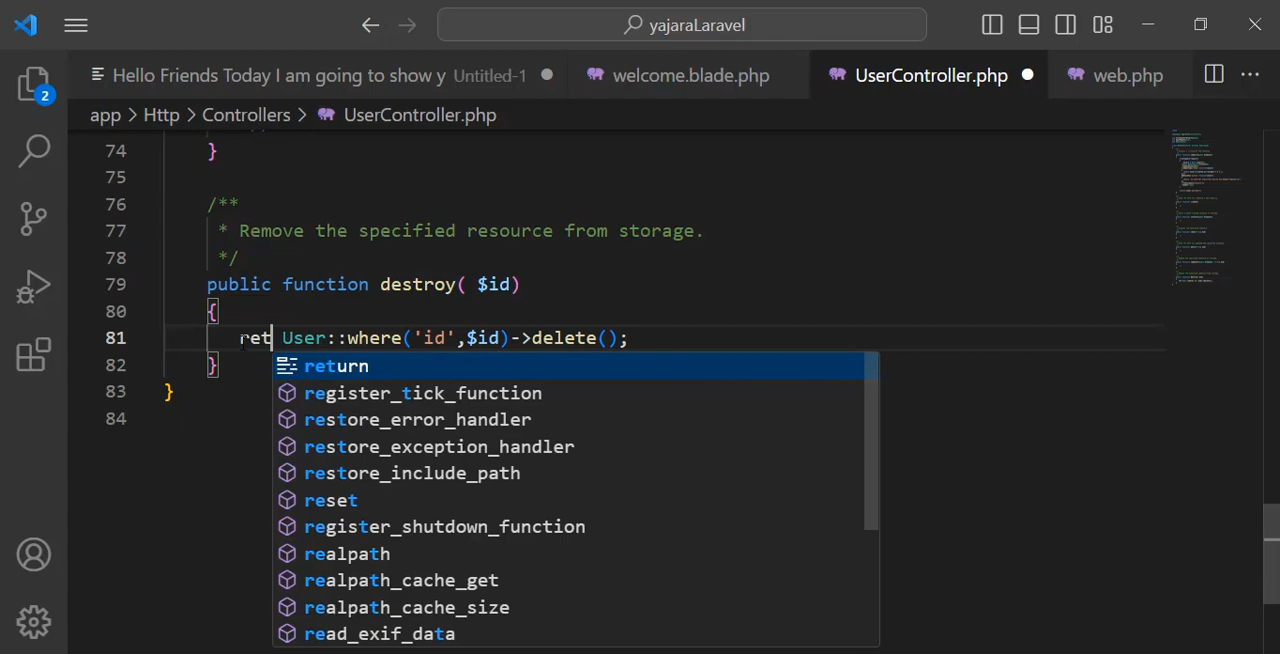 yajaraLaravel
Hello Friends Today I am going to show y Untitled-1 welcome.blade.php UserController.php web.php
2
app > Http > Controllers > UserController.php
74 }
75
76 /**
77 * Remove the specified resource from storage.
78 */
79 public function destroy( $id)
80 {
81 ret User::where('id',$id)->delete();
82 }
83 }
84
return
register_tick_function
restore_error_handler
restore_exception_handler
restore_include_path
reset
register_shutdown_function
realpath
realpath_cache_get
realpath_cache_size
read_exif_data